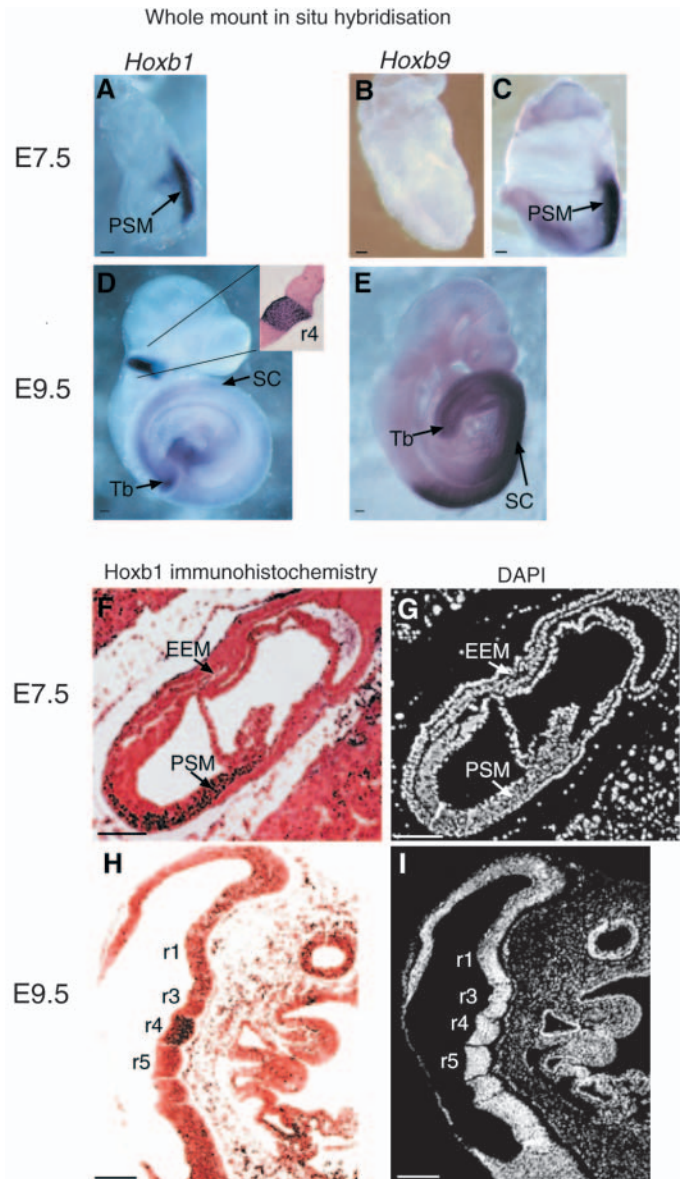 Whole mount in situ hybridisation
Hoxb1
Hoxb9
A
B
C
E7.5
PSM
PSM
D
E
r4
SC
E9.5
Tb
Tb
SC
Hoxb1 immunohistochemistry
DAPI
F
G
EEM
EEM
E7.5
PSM
PSM
H
I
r1
r1
r3
r3
E9.5
r4
r4
r5
r5